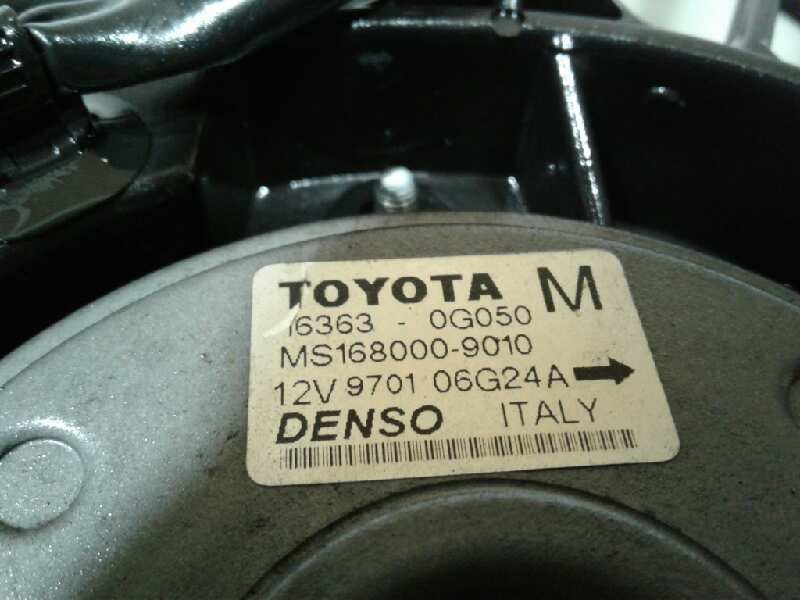 TOYOTA M
16363 - 0G050
MS168000-9010
12V 9701 06G24A
DENSO ITALY